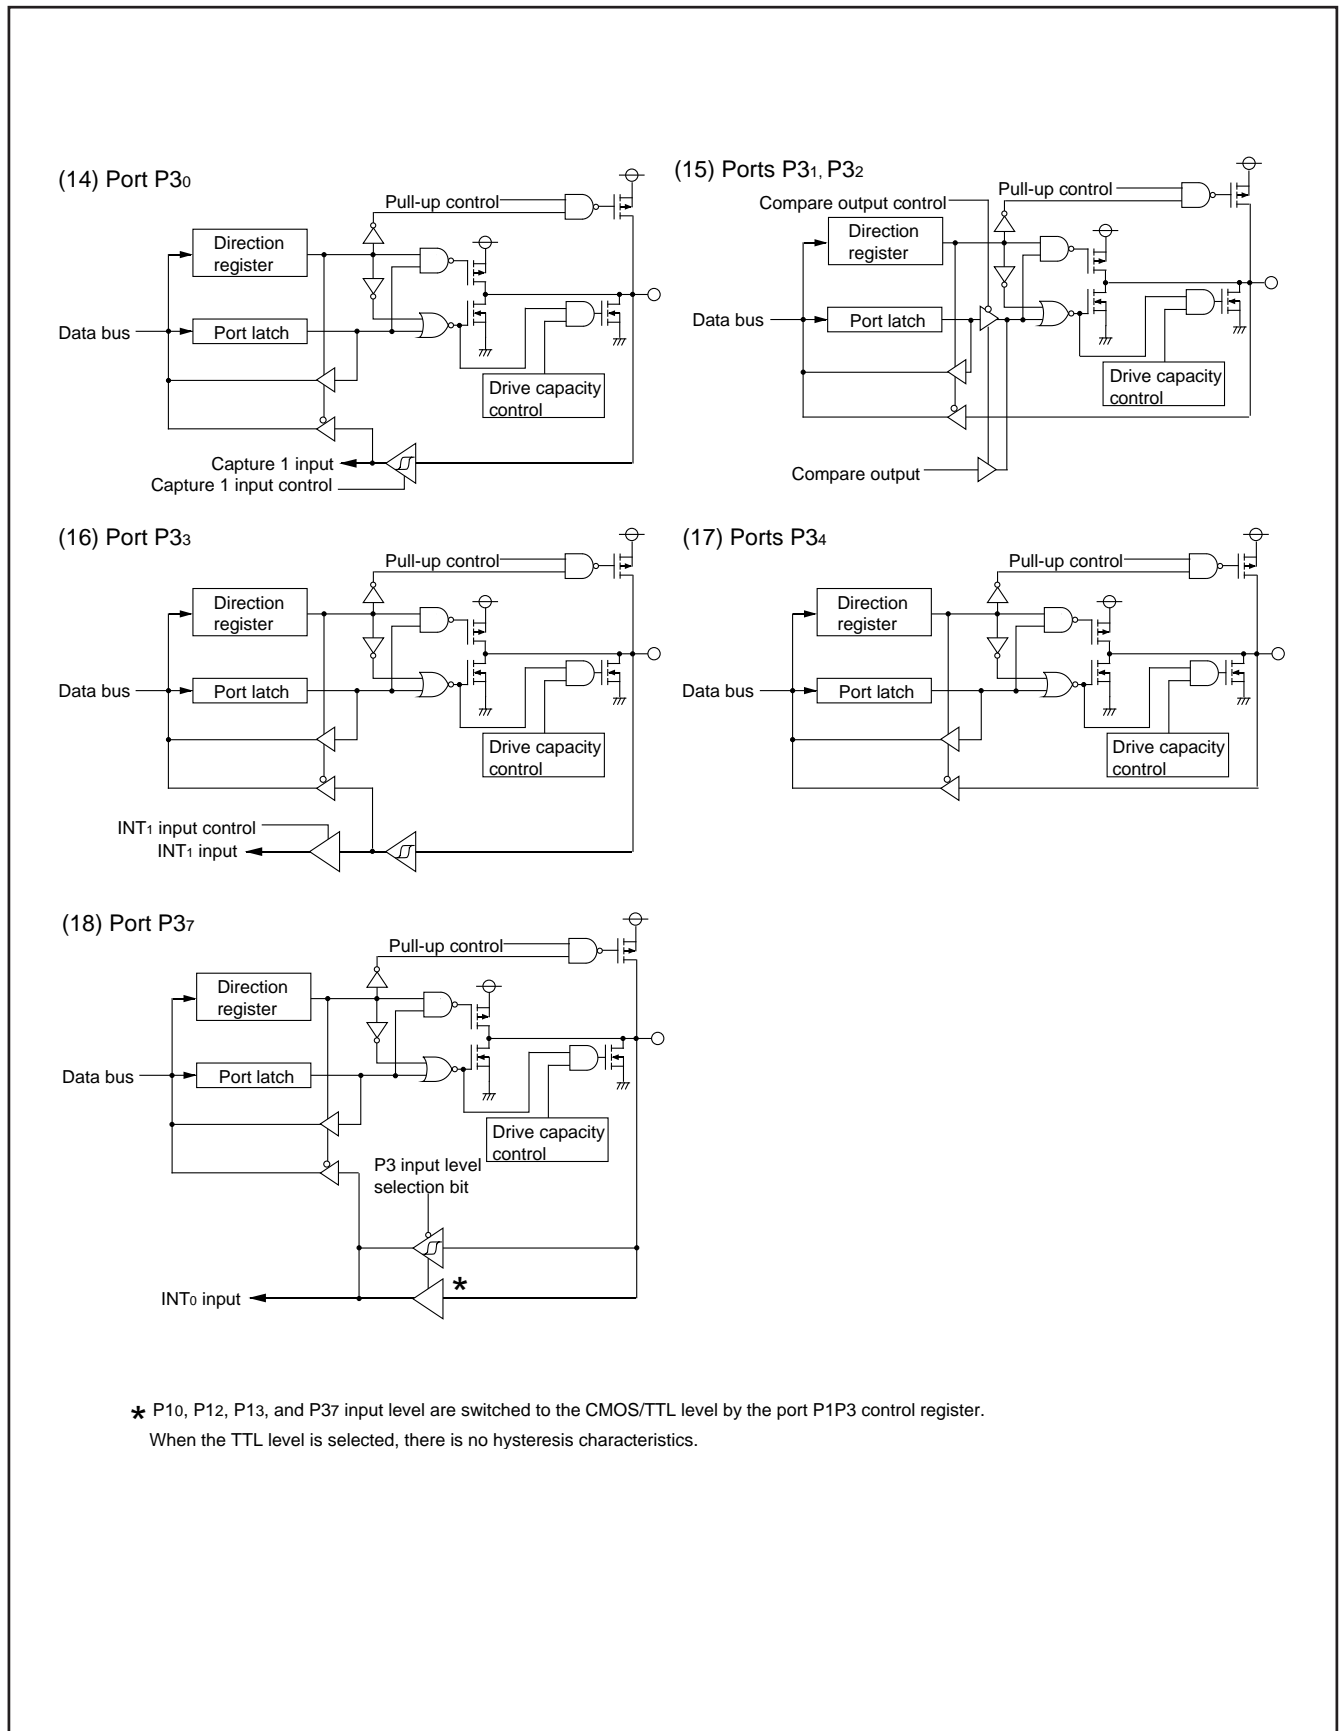 (14) Port P30
Pull-up control
Direction
register
Data bus
Port latch
Drive capacity
control
Capture 1 input
Capture 1 input control
(15) Ports P31, P32
Pull-up control
Compare output control
Direction
register
Data bus
Port latch
Drive capacity
control
Compare output
(16) Port P33
Pull-up control
Direction
register
Data bus
Port latch
Drive capacity
control
INT1 input control
INT1 input
(17) Ports P34
Pull-up control
Direction
register
Data bus
Port latch
Drive capacity
control
(18) Port P37
Pull-up control
Direction
register
Data bus
Port latch
Drive capacity
control
P3 input level
selection bit
*
INT0 input
* P10, P12, P13, and P37 input level are switched to the CMOS/TTL level by the port P1P3 control register.
When the TTL level is selected, there is no hysteresis characteristics.